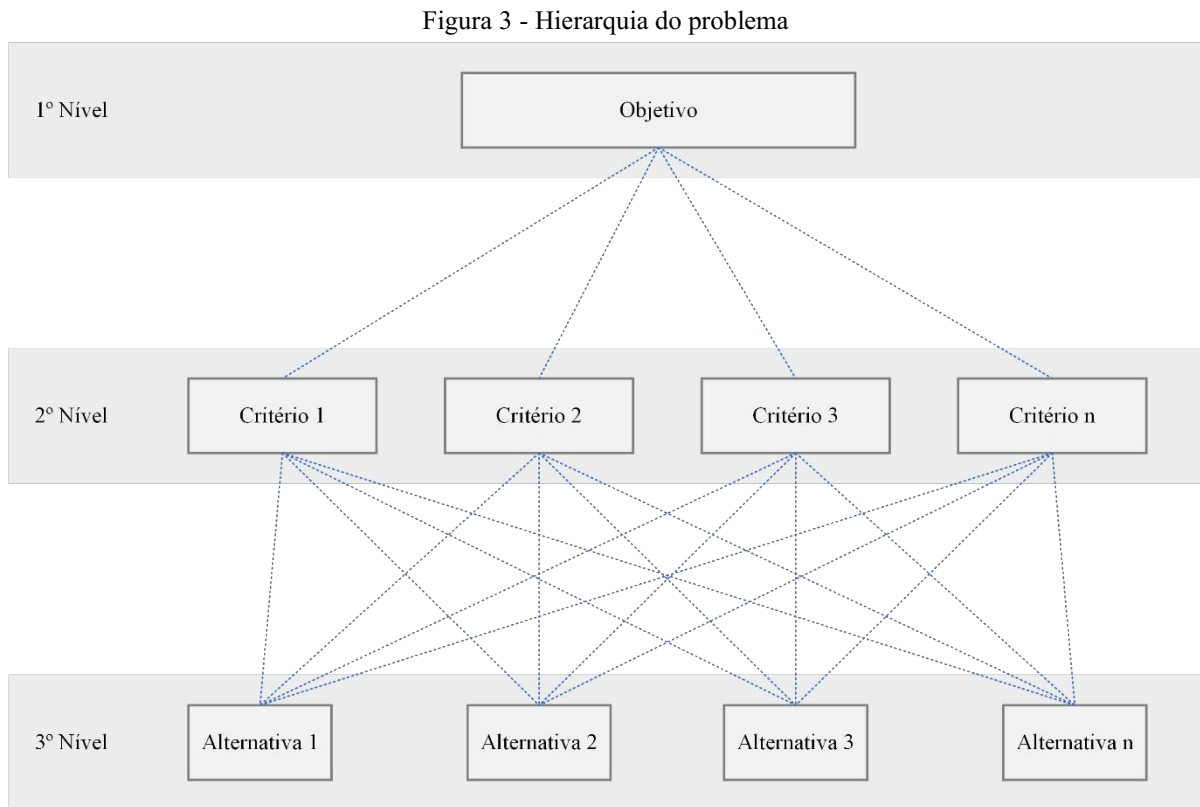 Figura 3 - Hierarquia do problema
1º Nível
Objetivo
2º Nível
Critério 1
Critério 2
Critério 3
Critério n
3º Nível
Alternativa 1
Alternativa 2
Alternativa 3
Alternativa n